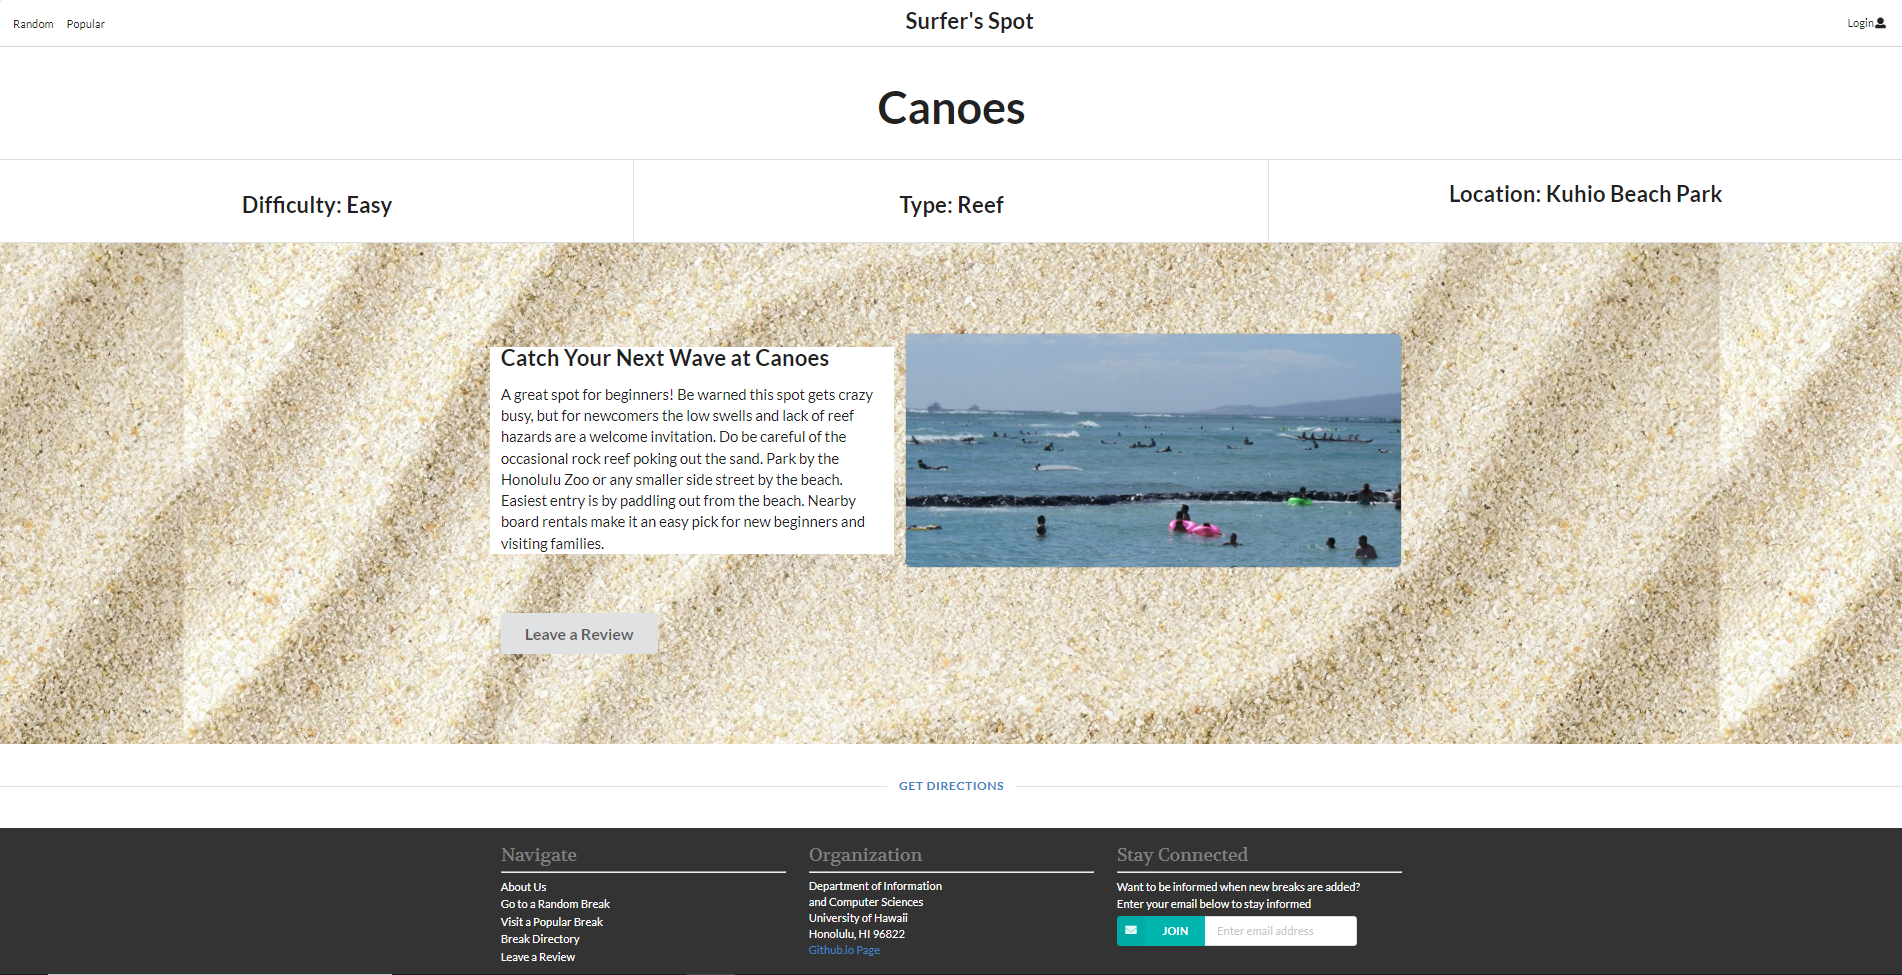 Random Popular Surfer's Spot Login
Canoes
Difficulty: Easy
Type: Reef
Location: Kuhio Beach Park
Catch Your Next Wave at Canoes
A great spot for beginners! Be warned this spot gets crazy
busy, but for newcomers the low swells and lack of reef
hazards are a welcome invitation. Do be careful of the
occasional rock reef poking out the sand. Park by the
Honolulu Zoo or any smaller side street by the beach.
Easiest entry is by paddling out from the beach. Nearby
board rentals make it an easy pick for new beginners and
visiting families.
Leave a Review
GET DIRECTIONS
Navigate
About Us
Go to a Random Break
Visit a Popular Break
Break Directory
Leave a Review
Organization
Department of Information
and Computer Sciences
University of Hawaii
Honolulu, HI 96822
Github.io Page
Stay Connected
Want to be informed when new breaks are added?
Enter your email below to stay informed
JOIN Enter email address